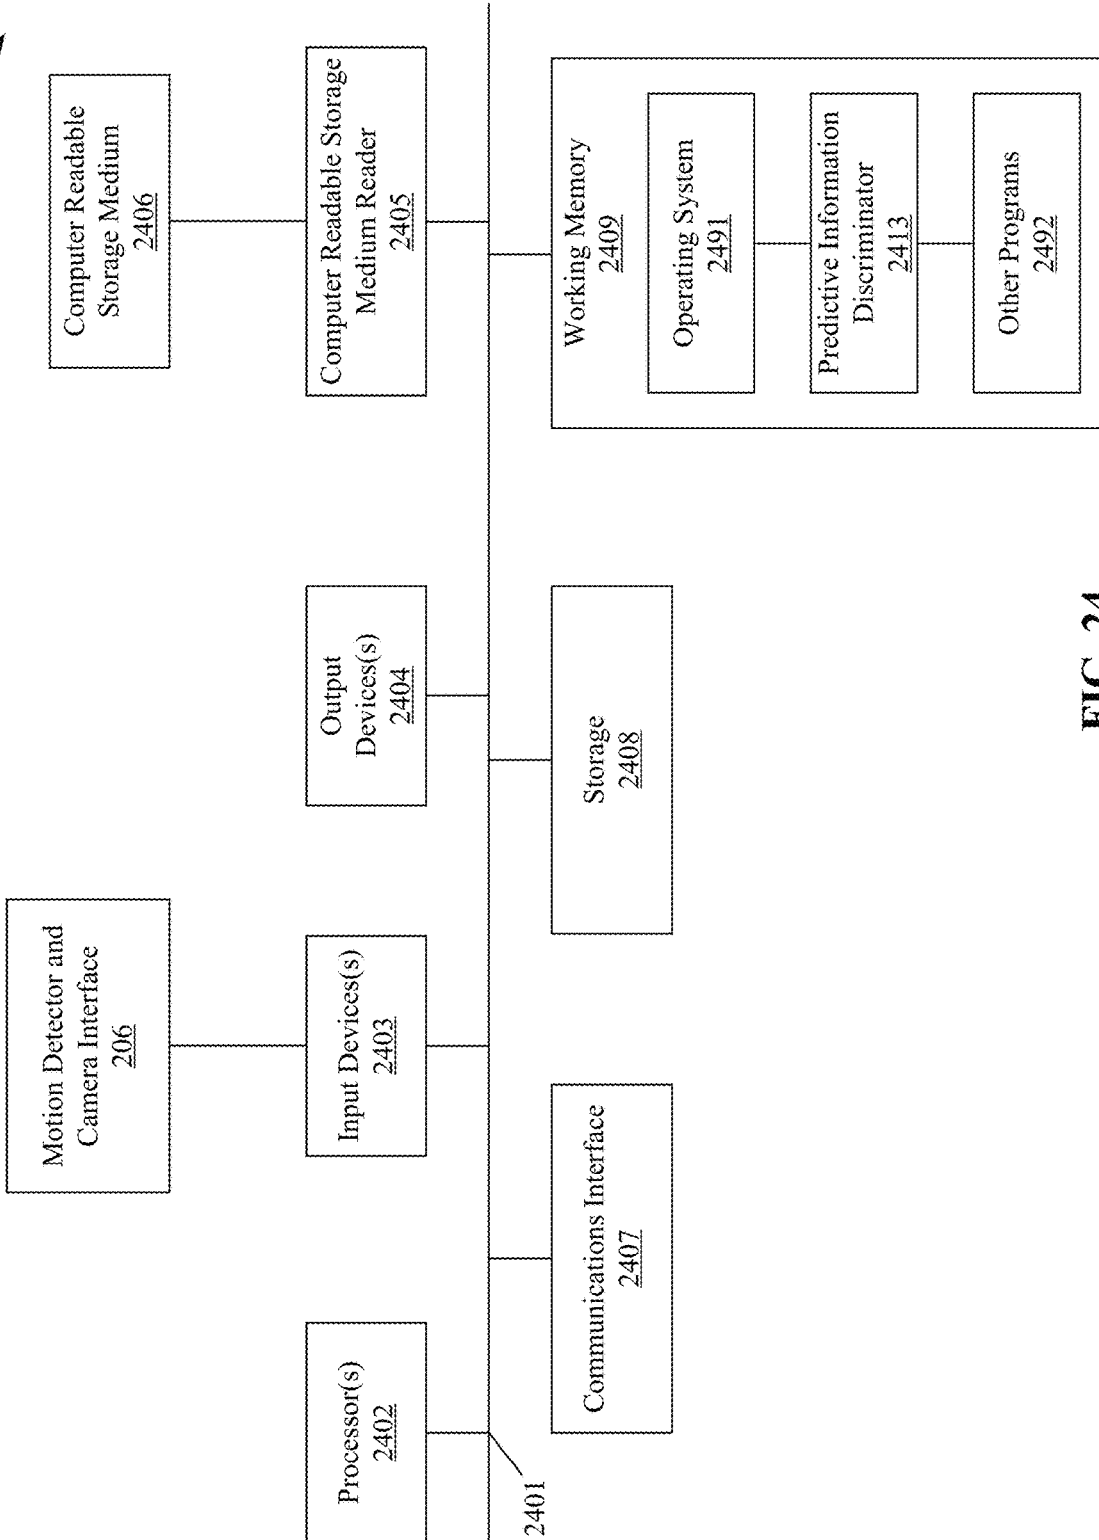 Motion Detector and
Camera Interface
206
Computer Readable
Storage Medium
2406
Processor(s)
2402
Input Devices(s)
2403
Output
Devices(s)
2404
Computer Readable Storage
Medium Reader
2405
2401
Communications Interface
2407
Storage
2408
Working Memory
2409
Operating System
2491
Predictive Information
Discriminator
2413
Other Programs
2492
FIG. 24